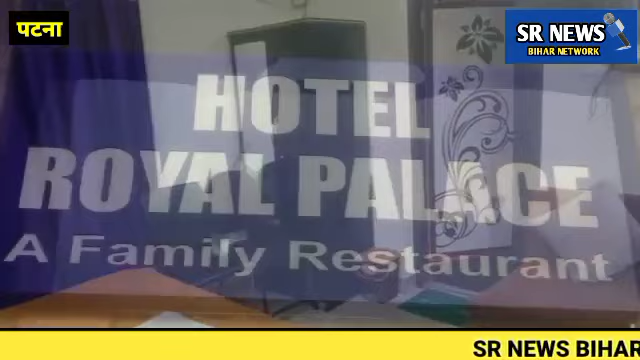 पटना
SR NEWS
BIHAR NETWORK
HOTEL
ROYAL PALACE
A Family Restaurant
SR NEWS BIHAR